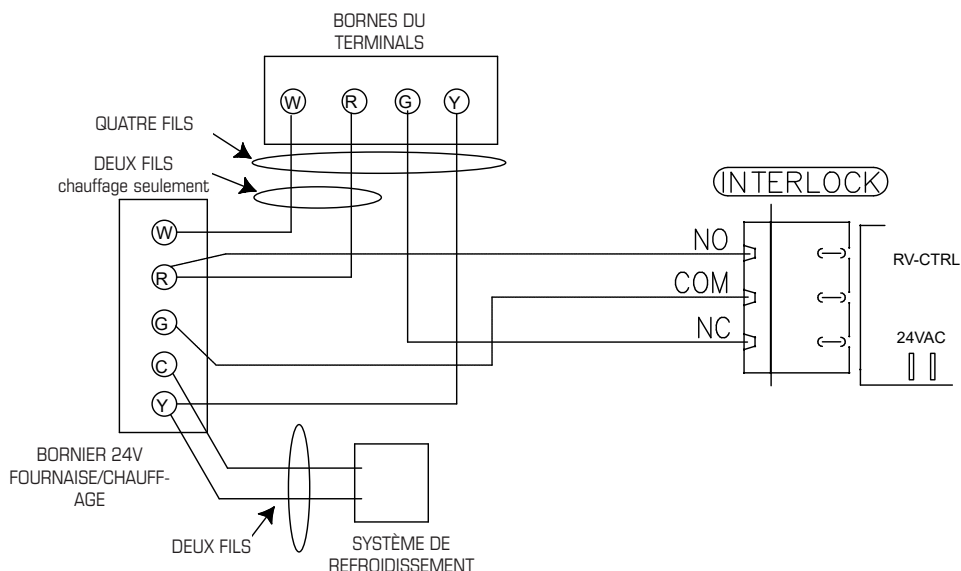 BORNES DU
TERMINALS
W R G Y
QUATRE FILS
DEUX FILS
chauffage seulement
W
R
G
C
Y
BORNIER 24V
FOURNAISE/CHAUFF-
AGE
DEUX FILS
SYSTÈME DE
REFROIDISSEMENT
INTERLOCK
NO
COM
NC
RV-CTRL
24VAC